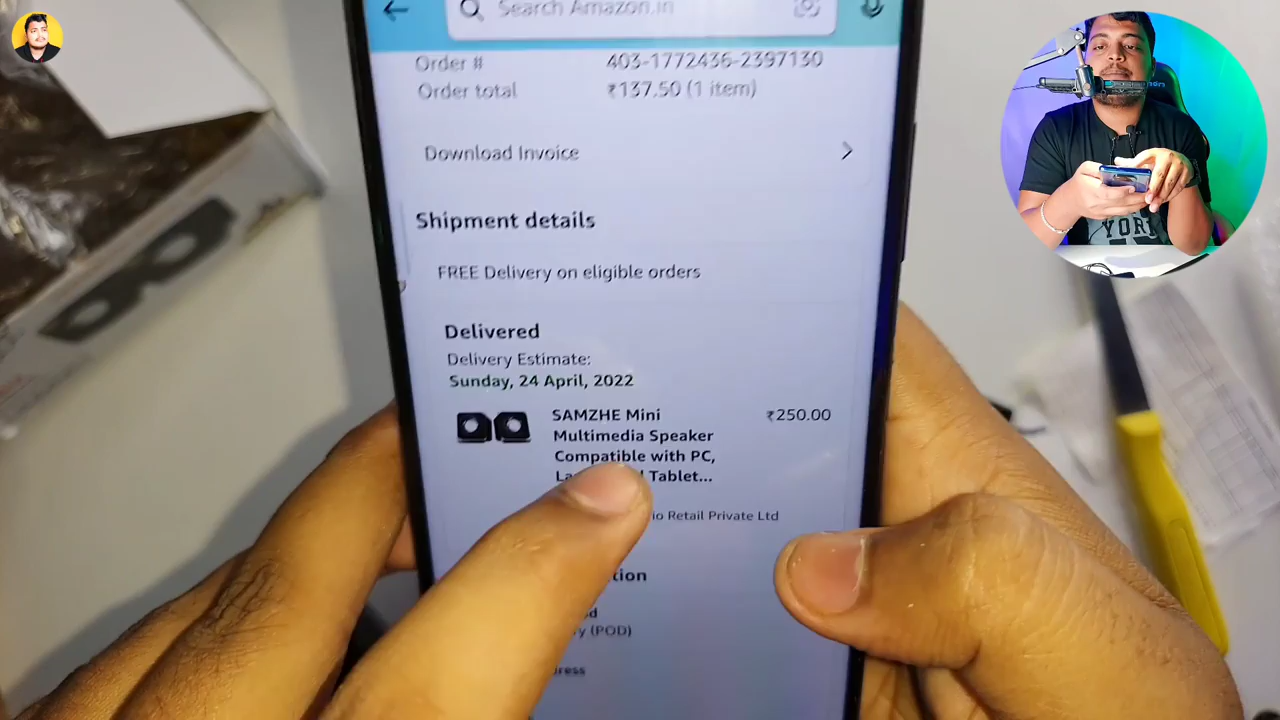 Search Amazon.in
Order # 403-1772436-2397130
Order total ₹137.50 (1 item)
Download Invoice
Shipment details
FREE Delivery on eligible orders
Delivered
Delivery Estimate:
Sunday, 24 April, 2022
SAMZHE Mini ₹250.00
Multimedia Speaker
Compatible with PC,
Tablet...
Retail Private Ltd
(POD)
YORK